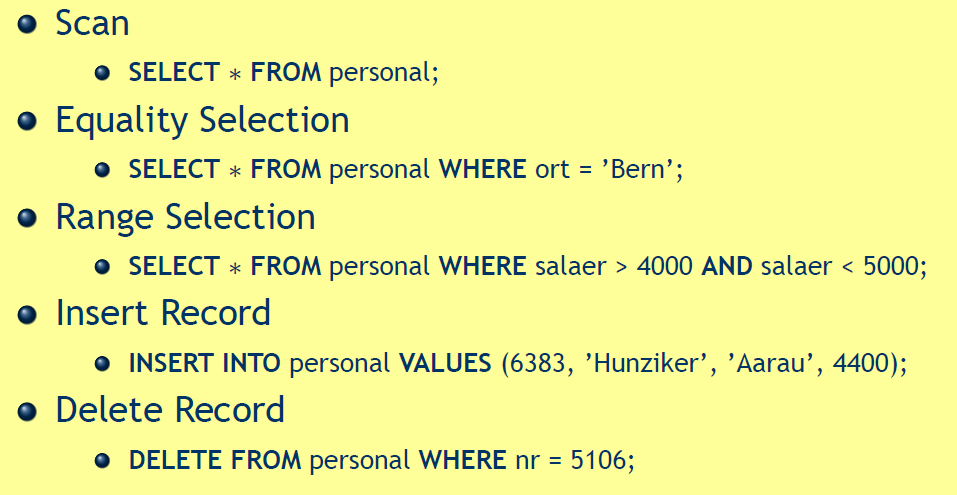 Scan
SELECT * FROM personal;
Equality Selection
SELECT * FROM personal WHERE ort = ’Bern’;
Range Selection
SELECT * FROM personal WHERE salaer > 4000 AND salaer < 5000;
Insert Record
INSERT INTO personal VALUES (6383, ’Hunziker’, ’Aarau’, 4400);
Delete Record
DELETE FROM personal WHERE nr = 5106;